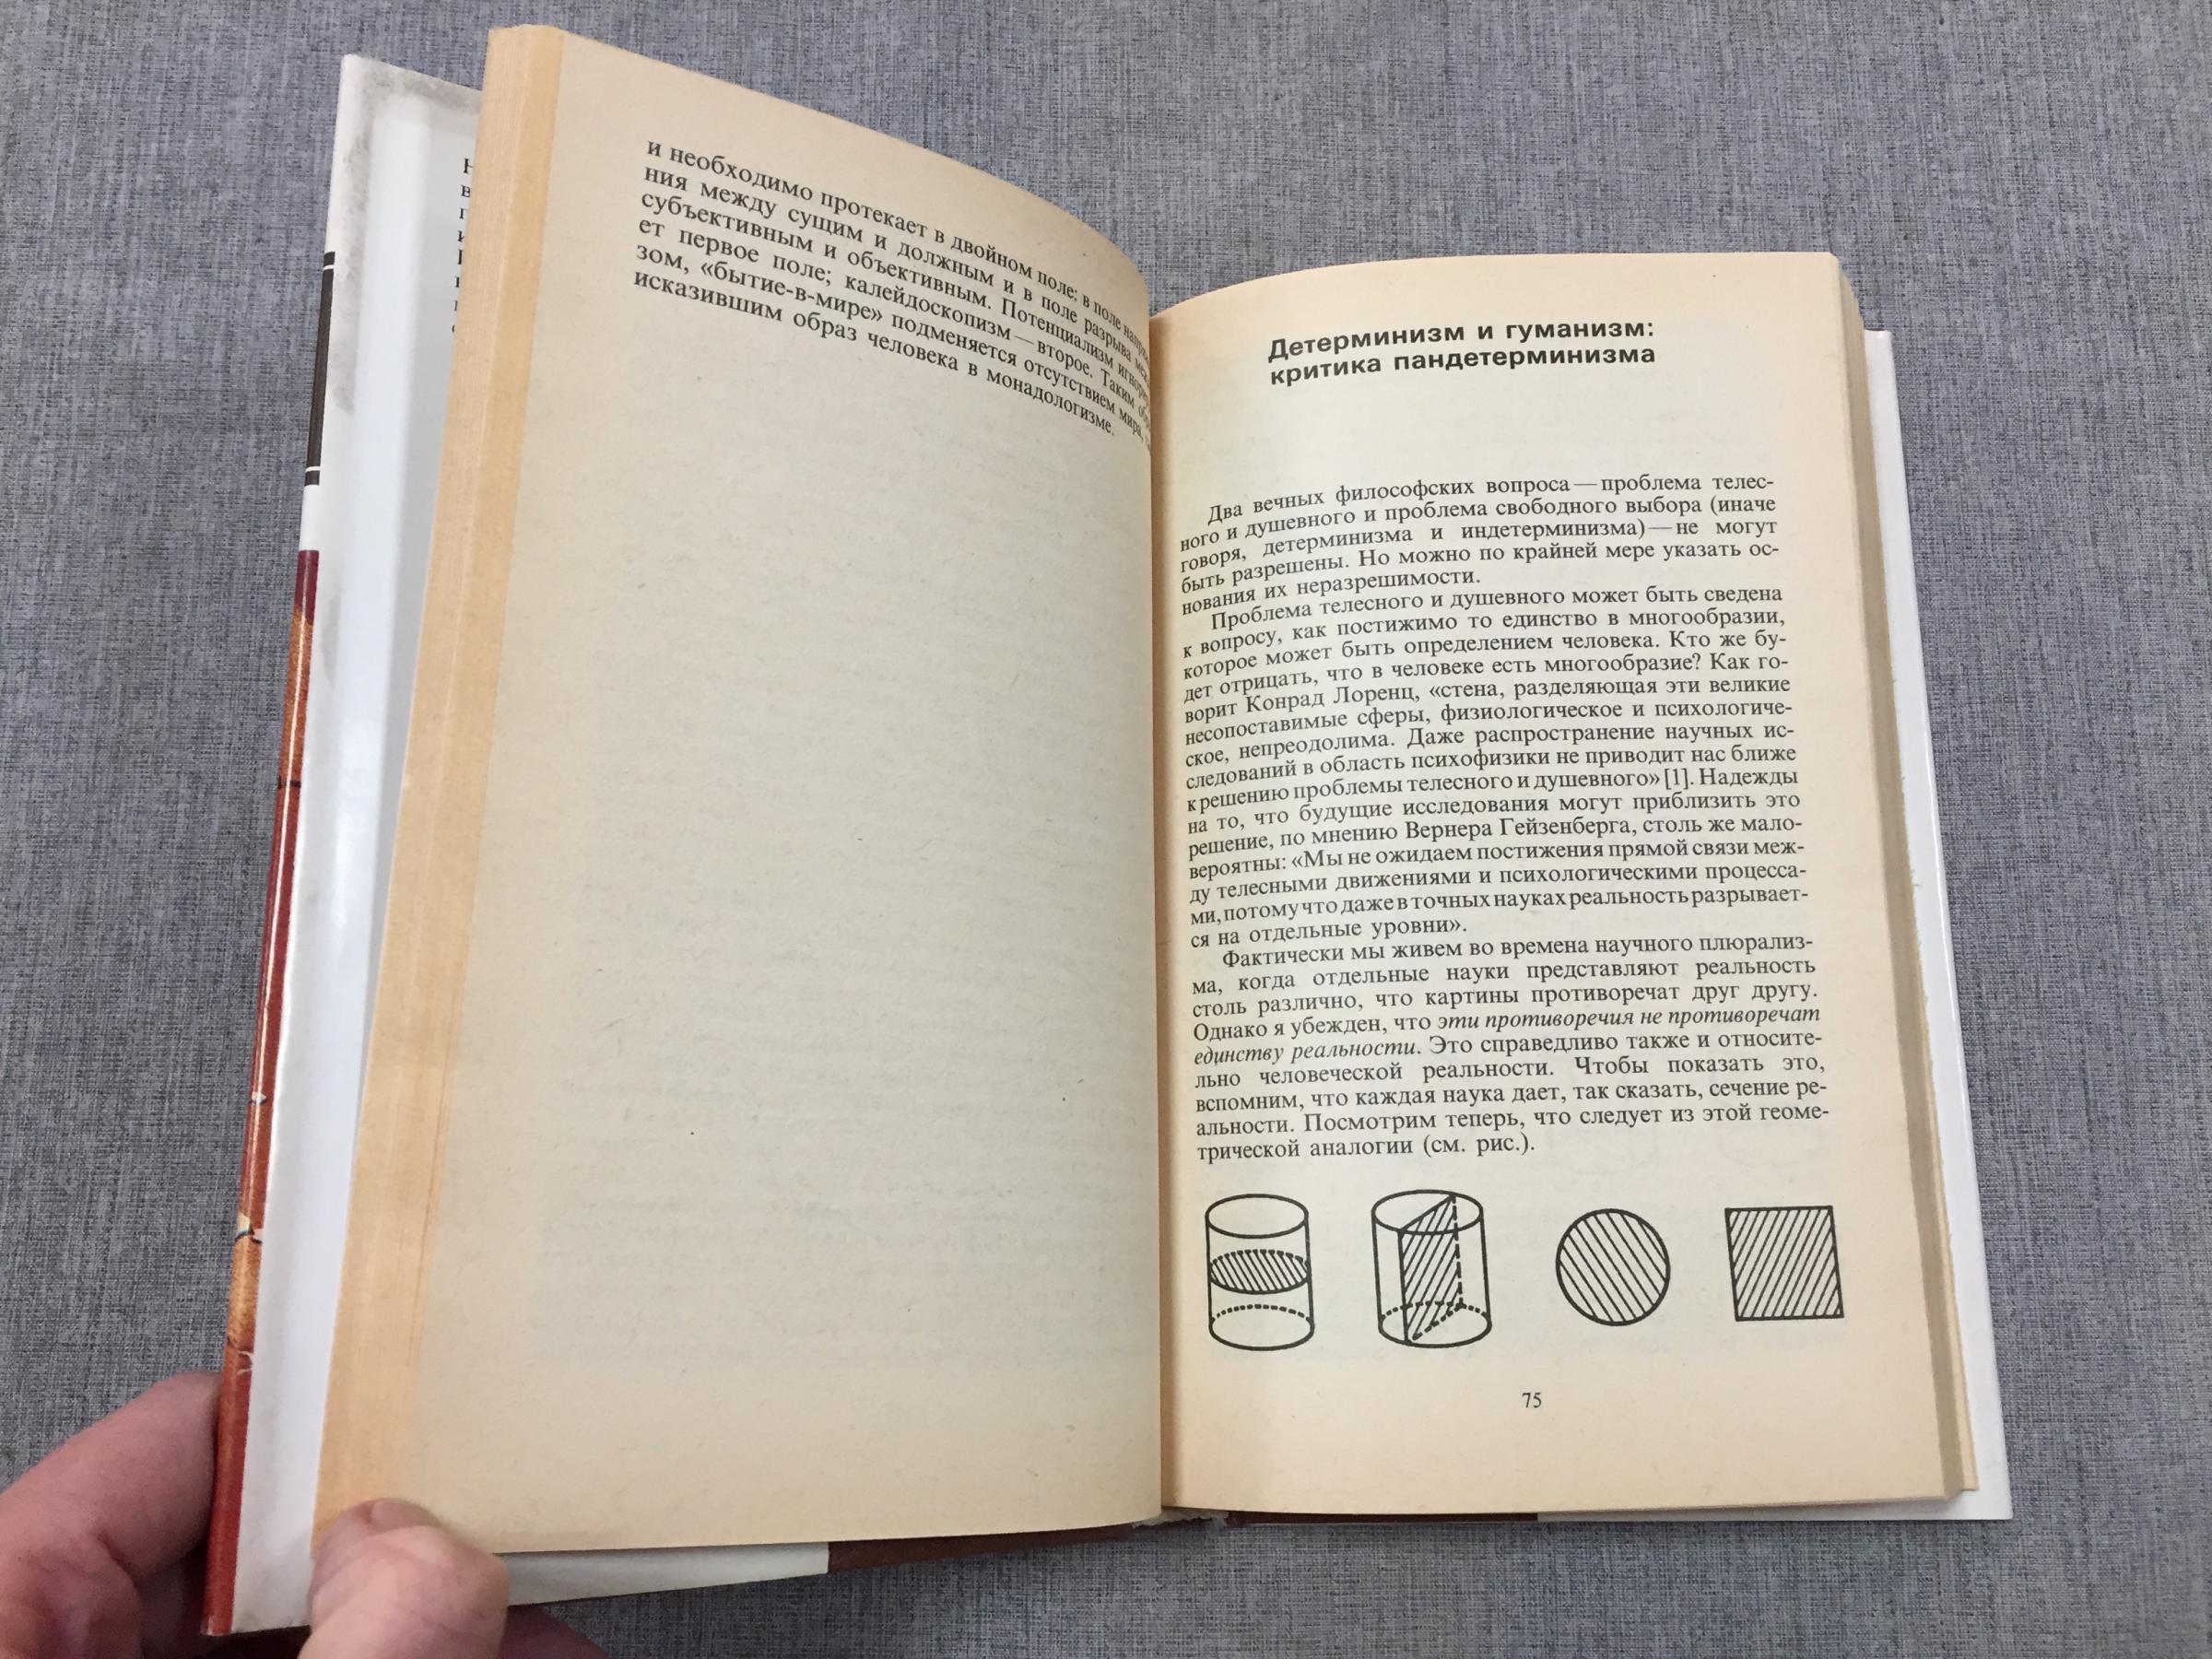 и необходимо протекает в двойном поле: в поле
ния между сущим и должным и в поле разрыва
субъективным и объективным. Потенциализм
ет первое поле; калейдоскопизм — второе. Таким
зом, «бытие-в-мире» подменяется отсутствием мира,
исказившим образ человека в монадологизме.
Детерминизм и гуманизм:
критика пандетерминизма
Два вечных философских вопроса — проблема телес-
ного и душевного и проблема свободного выбора (иначе
говоря, детерминизма и индетерминизма) — не могут
быть разрешены. Но можно по крайней мере указать ос-
нования их неразрешимости.
Проблема телесного и душевного может быть сведена
к вопросу, как постижимо то единство в многообразии,
которое может быть определением человека. Кто же бу-
дет отрицать, что в человеке есть многообразие? Как го-
ворит Конрад Лоренц, «стена, разделяющая эти великие
несопоставимые сферы, физиологическое и психологиче-
ское, непреодолима. Даже распространение научных ис-
следований в область психофизики не приводит нас ближе
к решению проблемы телесного и душевного» [1]. Надежды
на то, что будущие исследования могут приблизить это
решение, по мнению Вернера Гейзенберга, столь же мало-
вероятны: «Мы не ожидаем постижения прямой связи меж-
ду телесными движениями и психологическими процесса-
ми, потому что даже в точных науках реальность разрывает-
ся на отдельные уровни».
Фактически мы живем во времена научного плюрализ-
ма, когда отдельные науки представляют реальность
столь различно, что картины противоречат друг другу.
Однако я убежден, что эти противоречия не противоречат
единству реальности. Это справедливо также и относите-
льно человеческой реальности. Чтобы показать это,
вспомним, что каждая наука дает, так сказать, сечение ре-
альности. Посмотрим теперь, что следует из этой геоме-
трической аналогии (см. рис.).
75